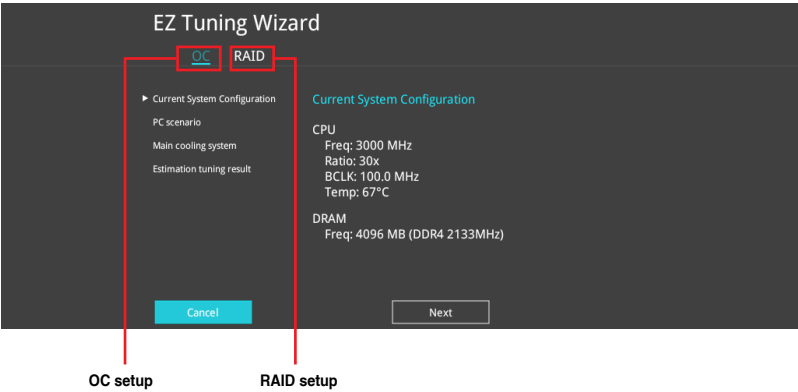 EZ Tuning Wizard
OC RAID
Current System Configuration
PC scenario
Main cooling system
Estimation tuning result
Current System Configuration
CPU
Freq: 3000 MHz
Ratio: 30x
BCLK: 100.0 MHz
Temp: 67°C
DRAM
Freq: 4096 MB (DDR4 2133MHz)
Cancel
Next
OC setup
RAID setup